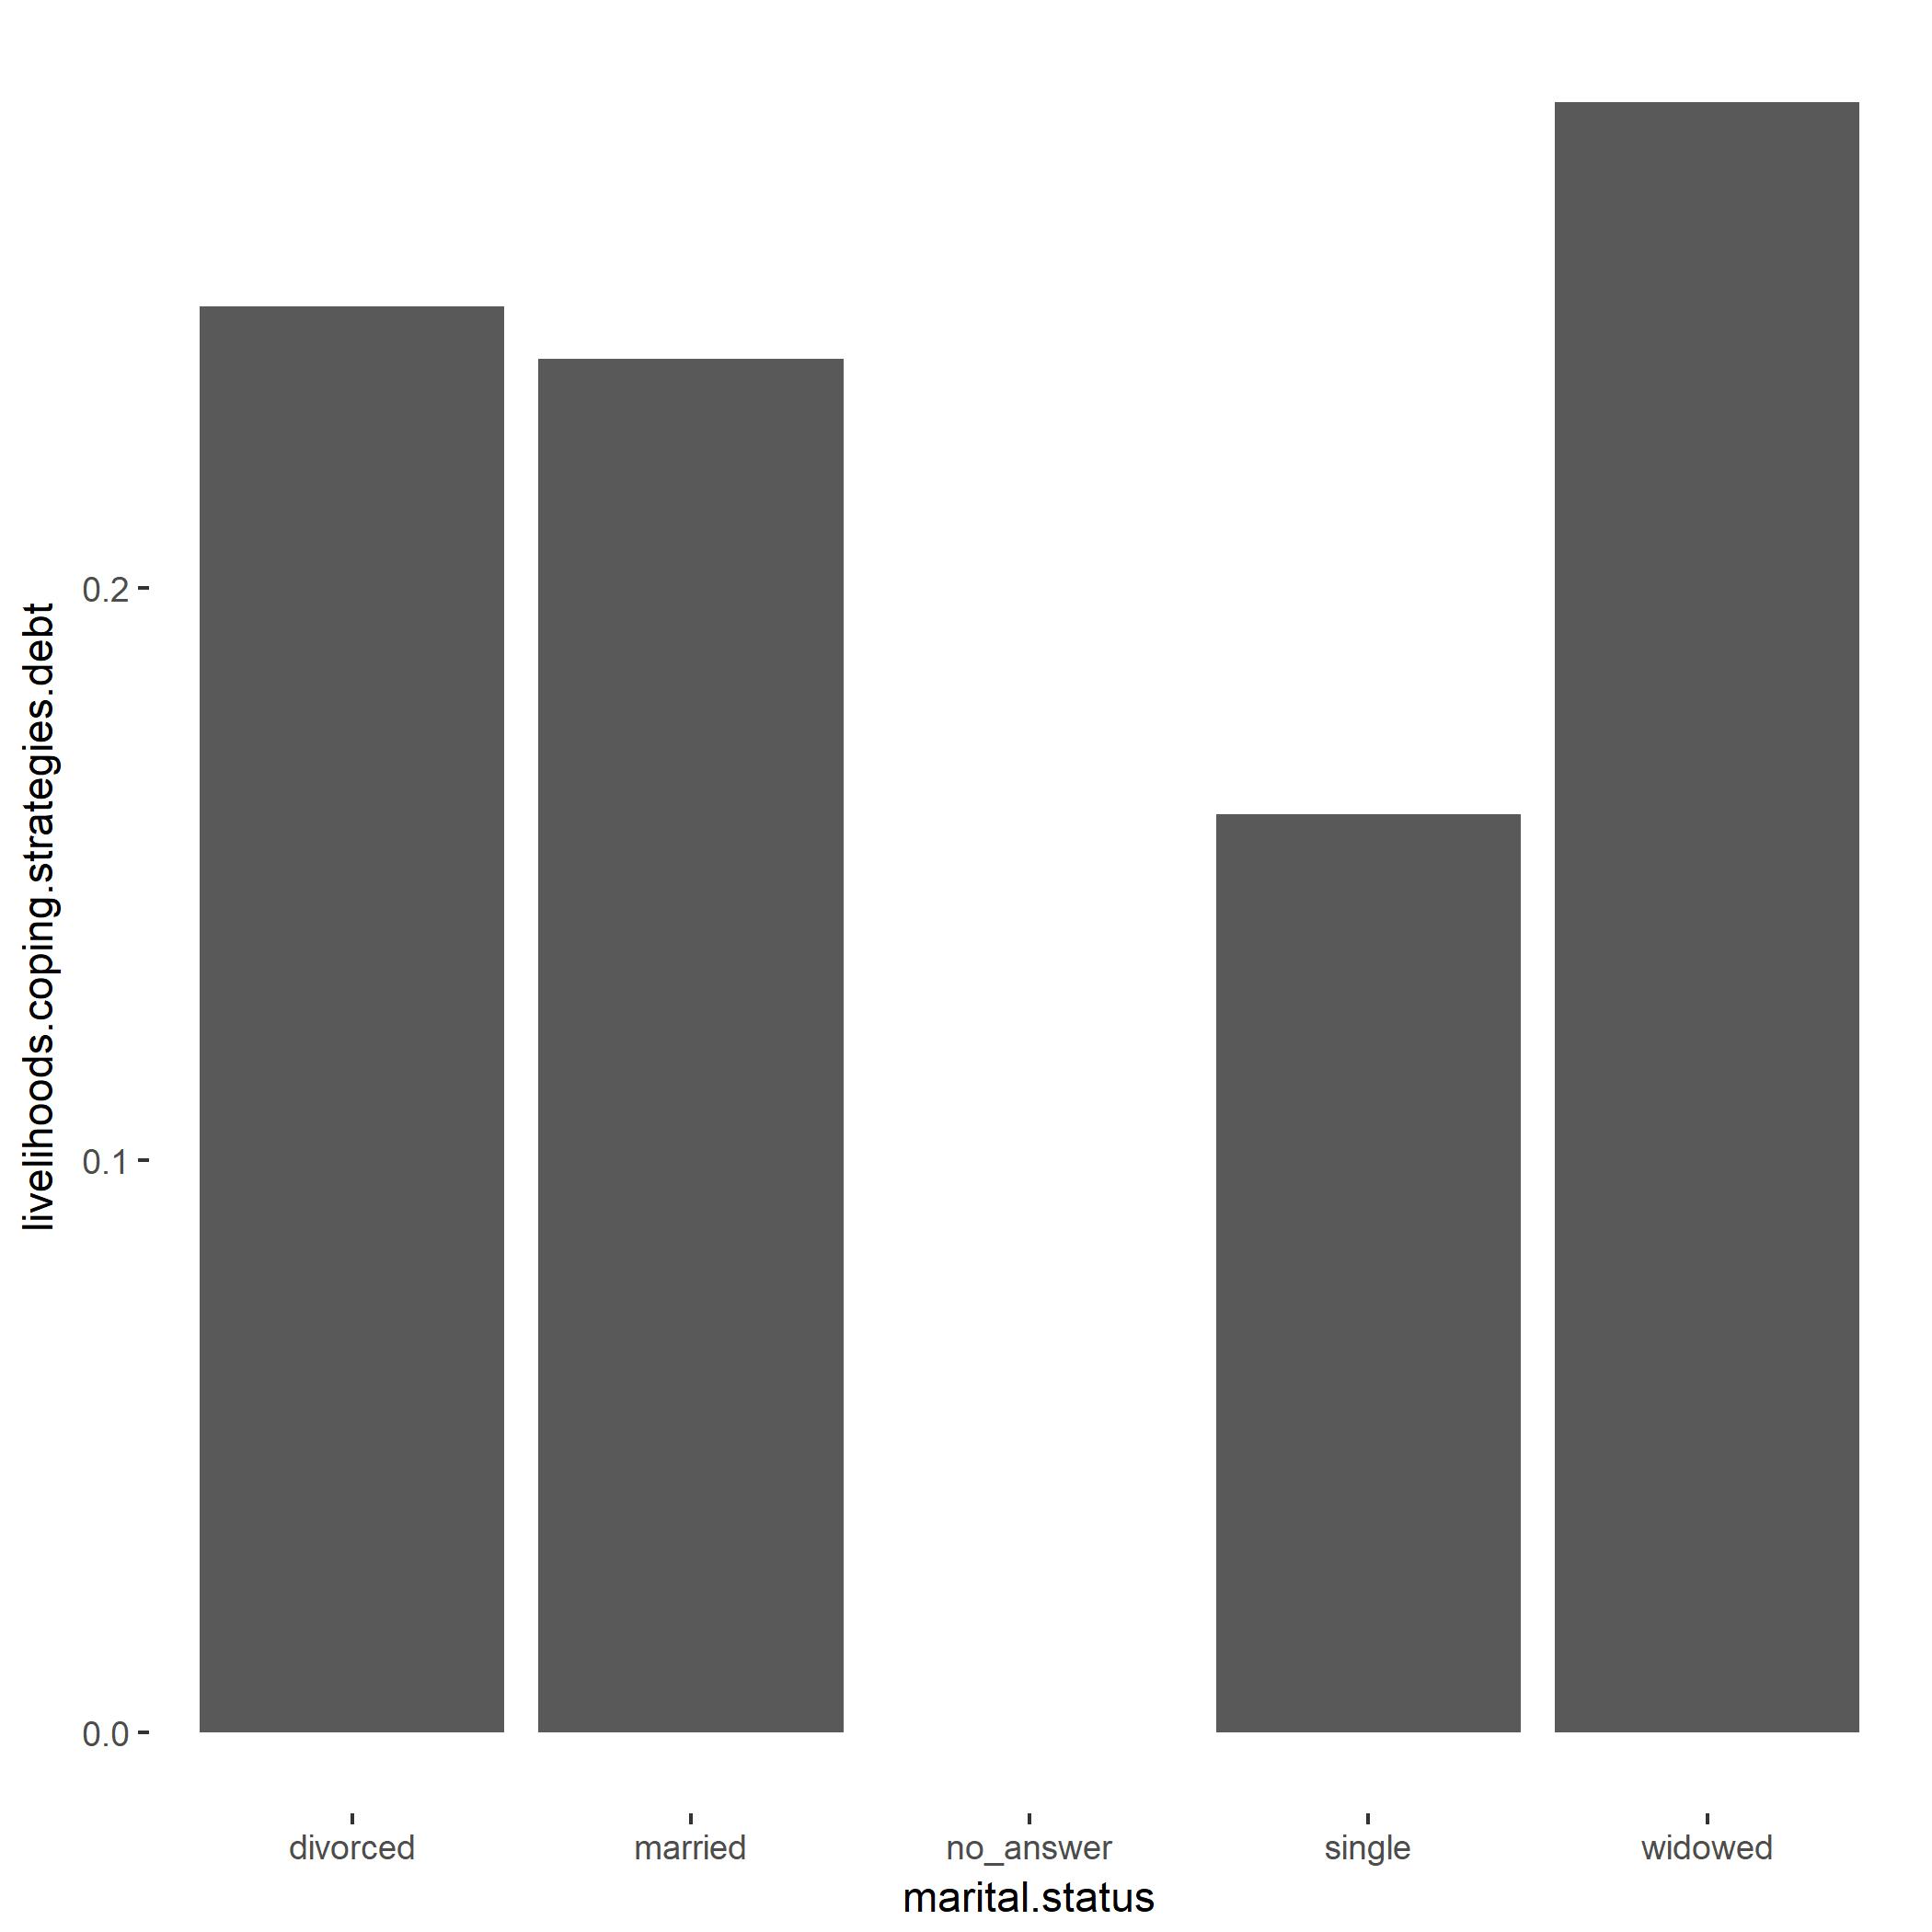 livelihoods.coping.strategies.debt
0.2
0.1
0.0
divorced married no_answer single widowed
marital.status